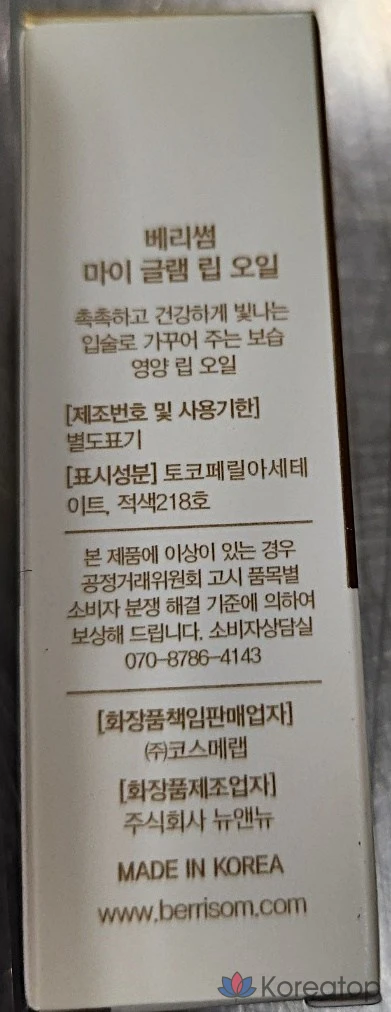 베리썸
마이 글램 립 오일
촉촉하고 건강하게 빛나는
입술로 가꾸어 주는 보습
영양 립 오일
[제조번호 및 사용기한]
별도표기
[표시성분] 토코페릴아세테
이트, 적색218호
본 제품에 이상이 있는 경우
공정거래위원회 고시 품목별
소비자 분쟁 해결 기준에 의하여
보상해 드립니다. 소비자상담실
070-8786-4143
[화장품책임판매업자]
㈜코스메랩
[화장품제조업자]
주식회사 뉴앤뉴
MADE IN KOREA
www.berrisom.com
Koreatop